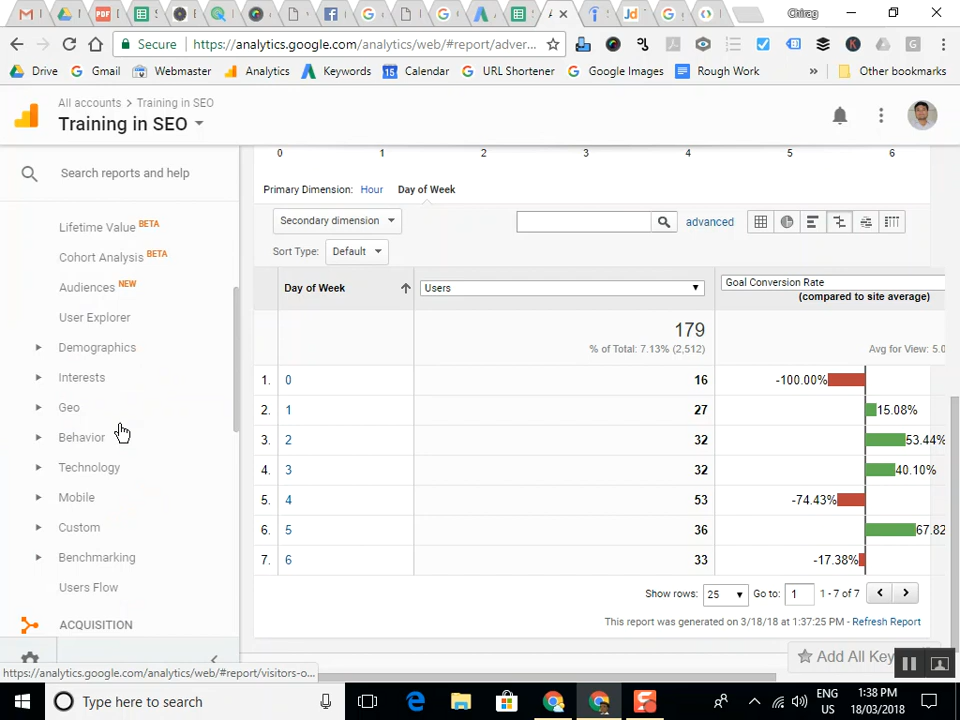 Chirag
Secure
https://analytics.google.com/analytics/web/#report/adver...
Drive
Gmail
Webmaster
Analytics
Keywords
15
Calendar
URL Shortener
Google Images
Rough Work
»
Other bookmarks
All accounts > Training in SEO
Training in SEO
Search reports and help
Lifetime Value BETA
Cohort Analysis BETA
Audiences NEW
User Explorer
Demographics
Interests
Geo
Behavior
Technology
Mobile
Custom
Benchmarking
Users Flow
ACQUISITION
https://analytics.google.com/analytics/web/#report/visitors-o...
0 1 2 3 4 5 6
Primary Dimension: Hour Day of Week
Secondary dimension
advanced
Sort Type: Default
Day of Week
Users
Goal Conversion Rate
(compared to site average)
179
% of Total: 7.13% (2,512)
Avg for View: 5.0
1. 0 16 -100.00%
2. 1 27 15.08%
3. 2 32 53.44%
4. 3 32 40.10%
5. 4 53 -74.43%
6. 5 36 67.82
7. 6 33 -17.38%
Show rows: 25 Go to: 1 1 - 7 of 7
This report was generated on 3/18/18 at 1:37:25 PM - Refresh Report
Add All Key
Type here to search
ENG
US
1:38 PM
18/03/2018